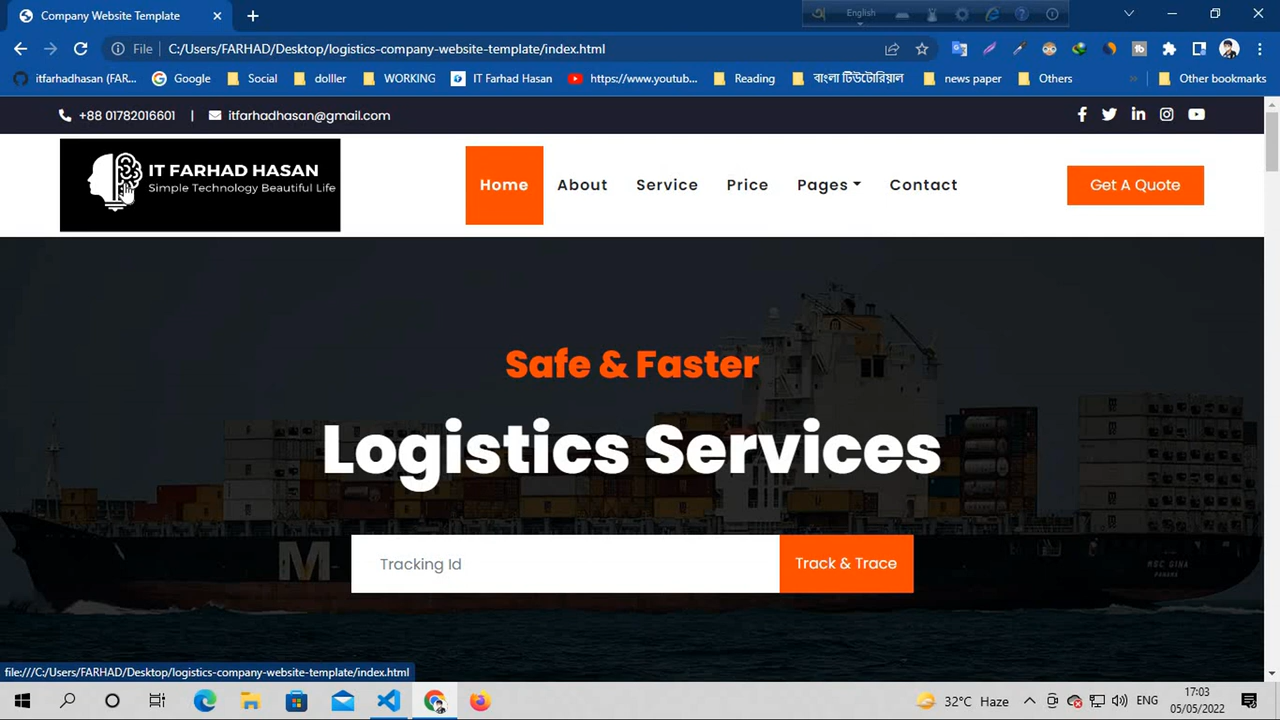 Company Website Template
English
File C:/Users/FARHAD/Desktop/logistics-company-website-template/index.html
itfarhadhasan (FAR... Google Social dolller WORKING IT Farhad Hasan https://www.youtub... Reading বাংলা টিউটোরিয়াল news paper Others » Other bookmarks
+88 01782016601 | itfarhadhasan@gmail.com
IT FARHAD HASAN
Simple Technology Beautiful Life
Home About Service Price Pages Contact Get A Quote
Safe & Faster
Logistics Services
M
MSC GINA
PANAMA
Tracking Id Track & Trace
file:///C:/Users/FARHAD/Desktop/logistics-company-website-template/index.html
32°C Haze ENG 17:03
05/05/2022